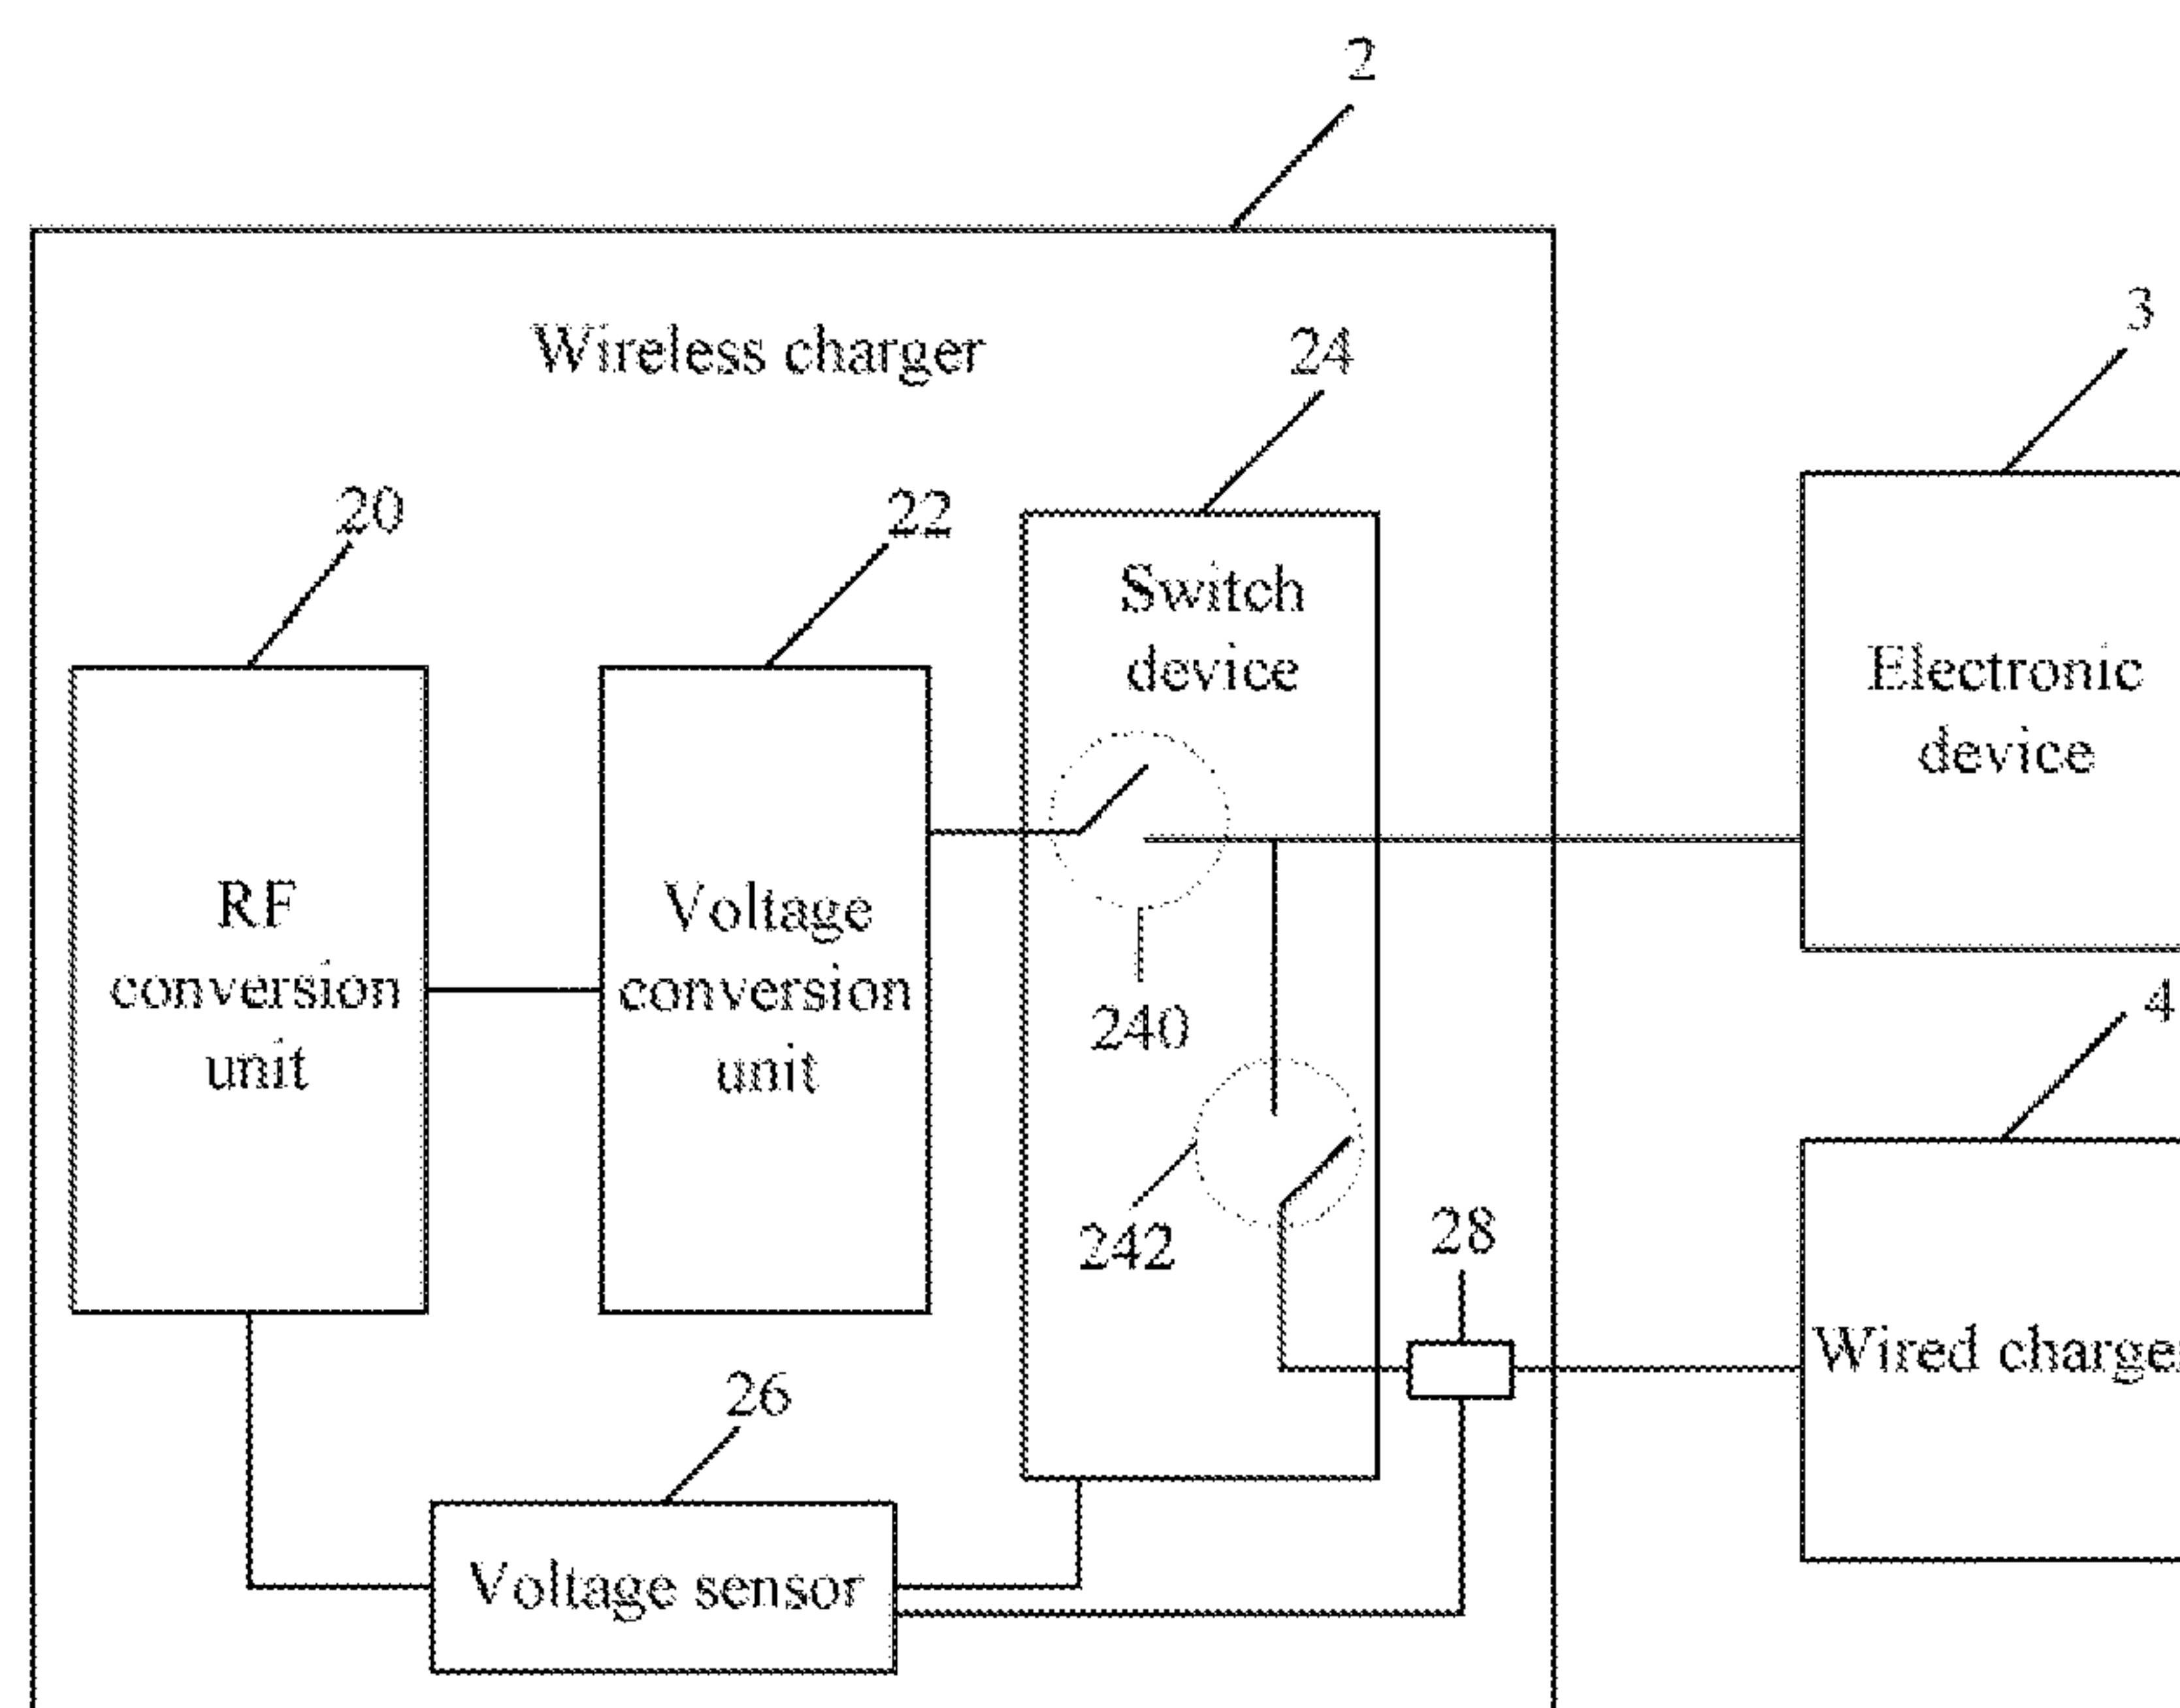 2
Wireless charger
24
3
20
22
Switch
device
Electronic
device
RF
conversion
unit
Voltage
conversion
unit
240
4
242
28
Wired charger
26
Voltage sensor